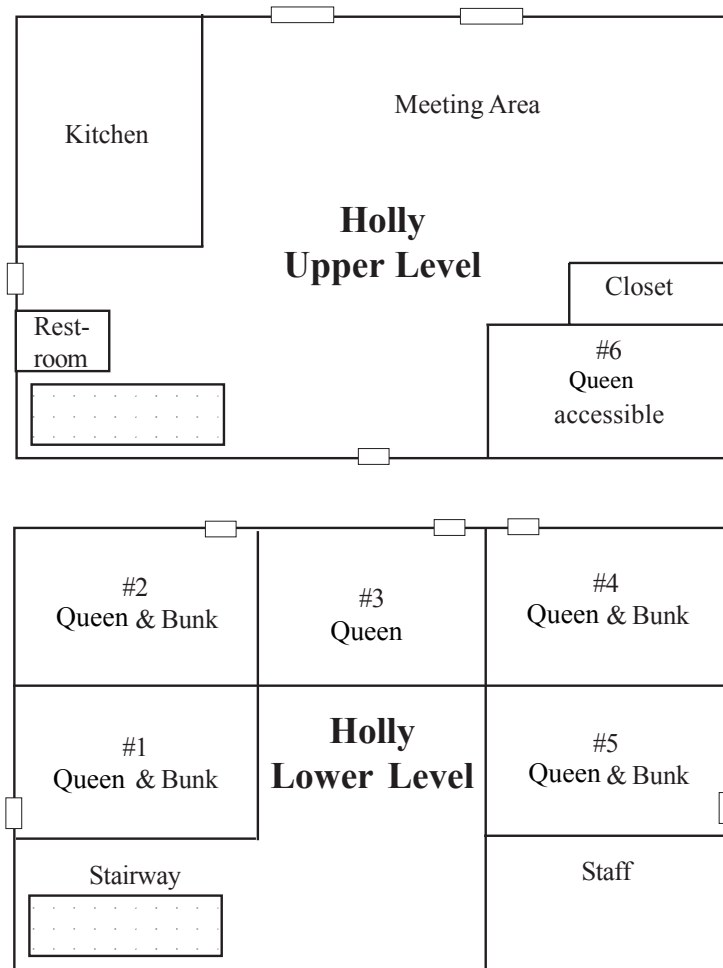 Meeting Area
Kitchen
Holly
Upper Level
Closet
Rest-
room
#6
Queen
accessible
#2
Queen & Bunk
#3
Queen
#4
Queen & Bunk
#1
Queen & Bunk
Holly
Lower Level
#5
Queen & Bunk
Stairway
Staff